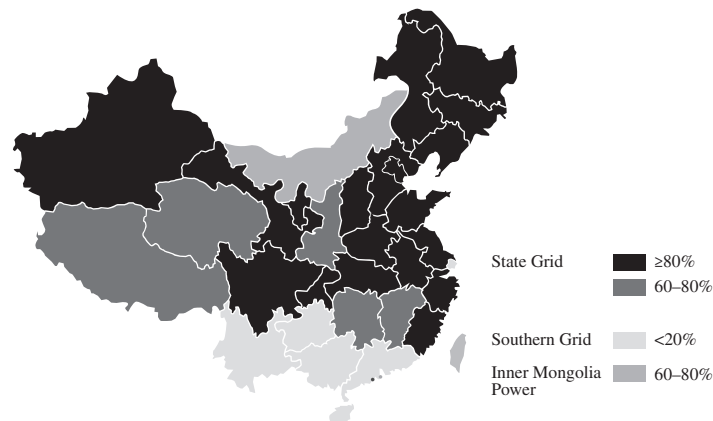 State Grid ≥80%
60–80%
Southern Grid <20%
Inner Mongolia 60–80%
Power